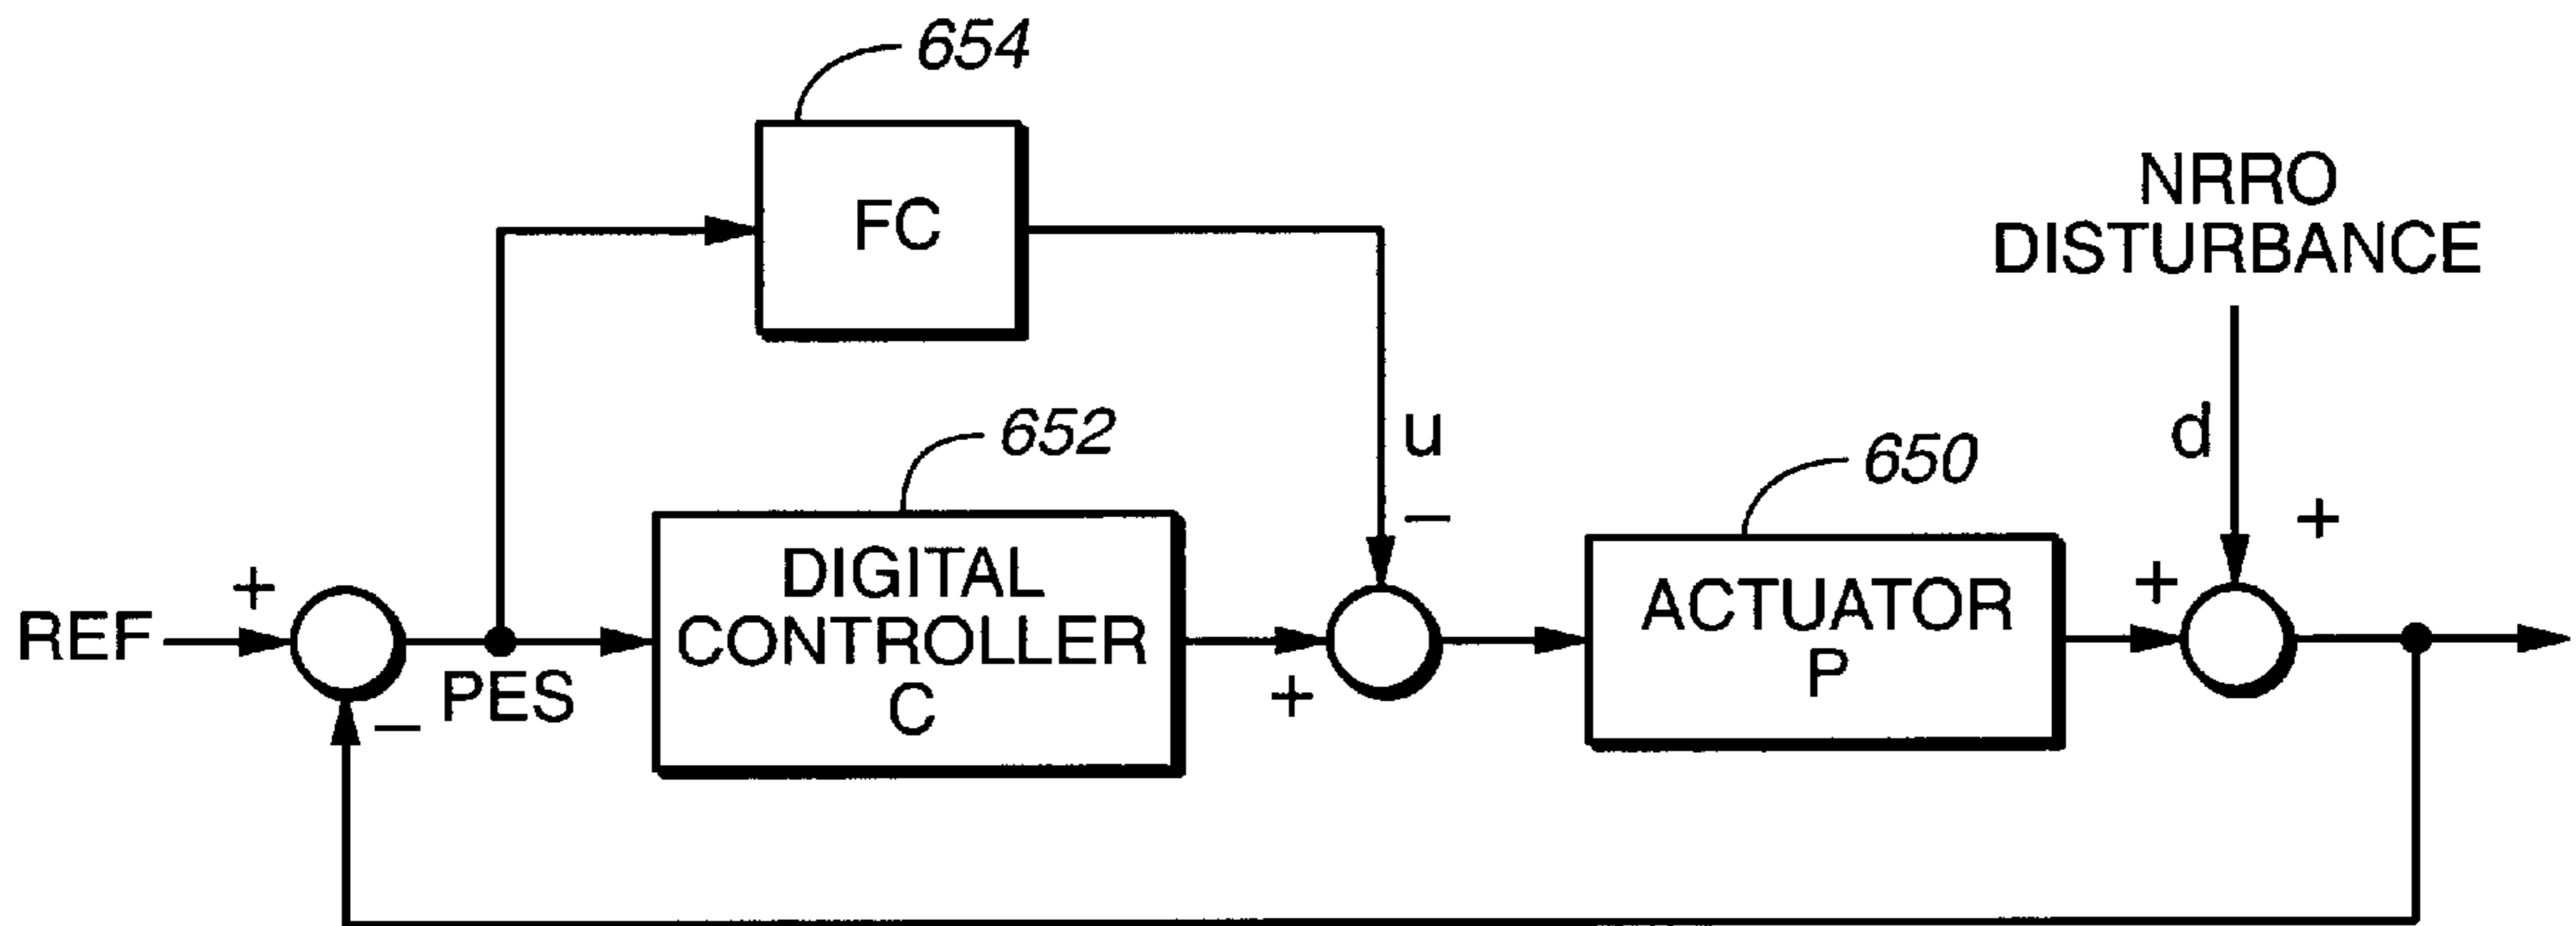 654
FC
NRRO
DISTURBANCE
652
u
650
d
−
+
+
DIGITAL
CONTROLLER
C
ACTUATOR
P
+
REF
−
PES
+